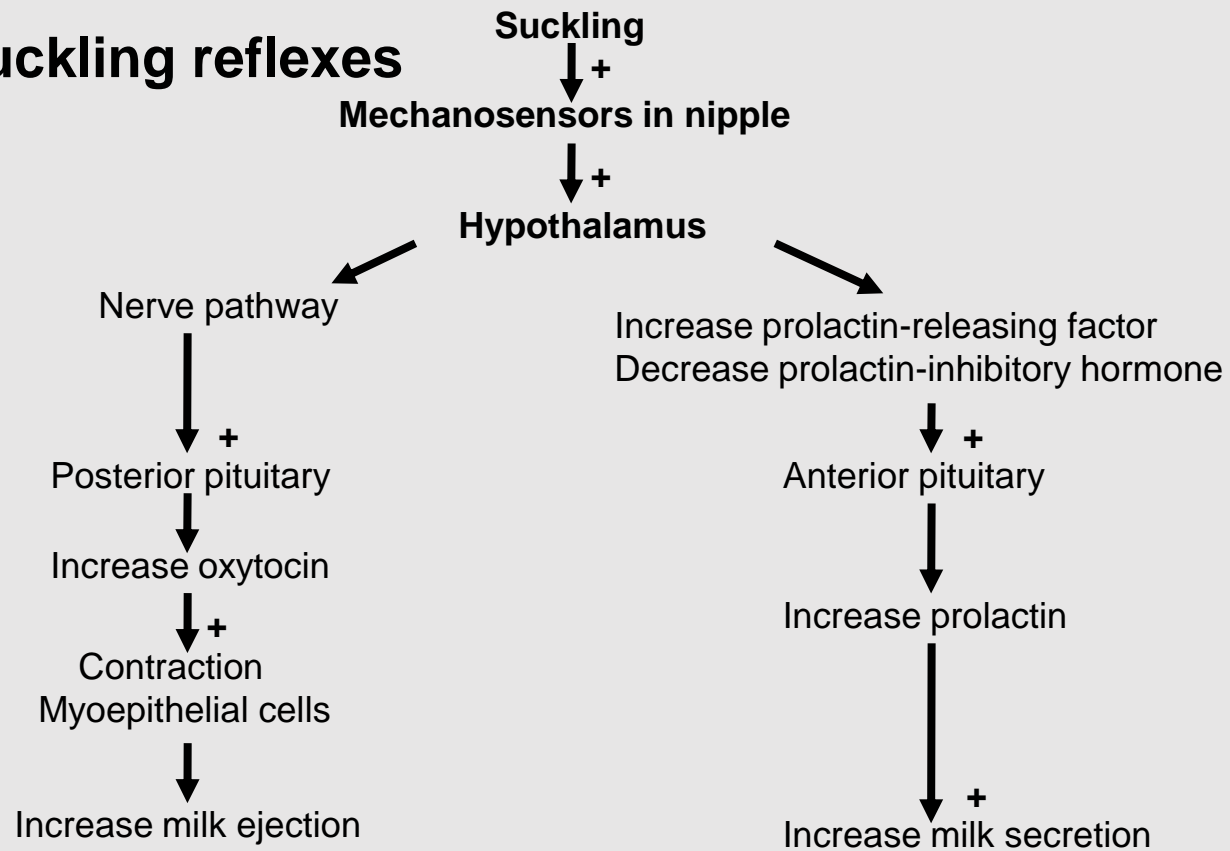 uckling reflexes
Suckling
+
Mechanosensors in nipple
+
Hypothalamus
Nerve pathway
+
Posterior pituitary
Increase oxytocin
+
Contraction
Myoepithelial cells
Increase milk ejection
Increase prolactin-releasing factor
Decrease prolactin-inhibitory hormone
+
Anterior pituitary
Increase prolactin
+
Increase milk secretion